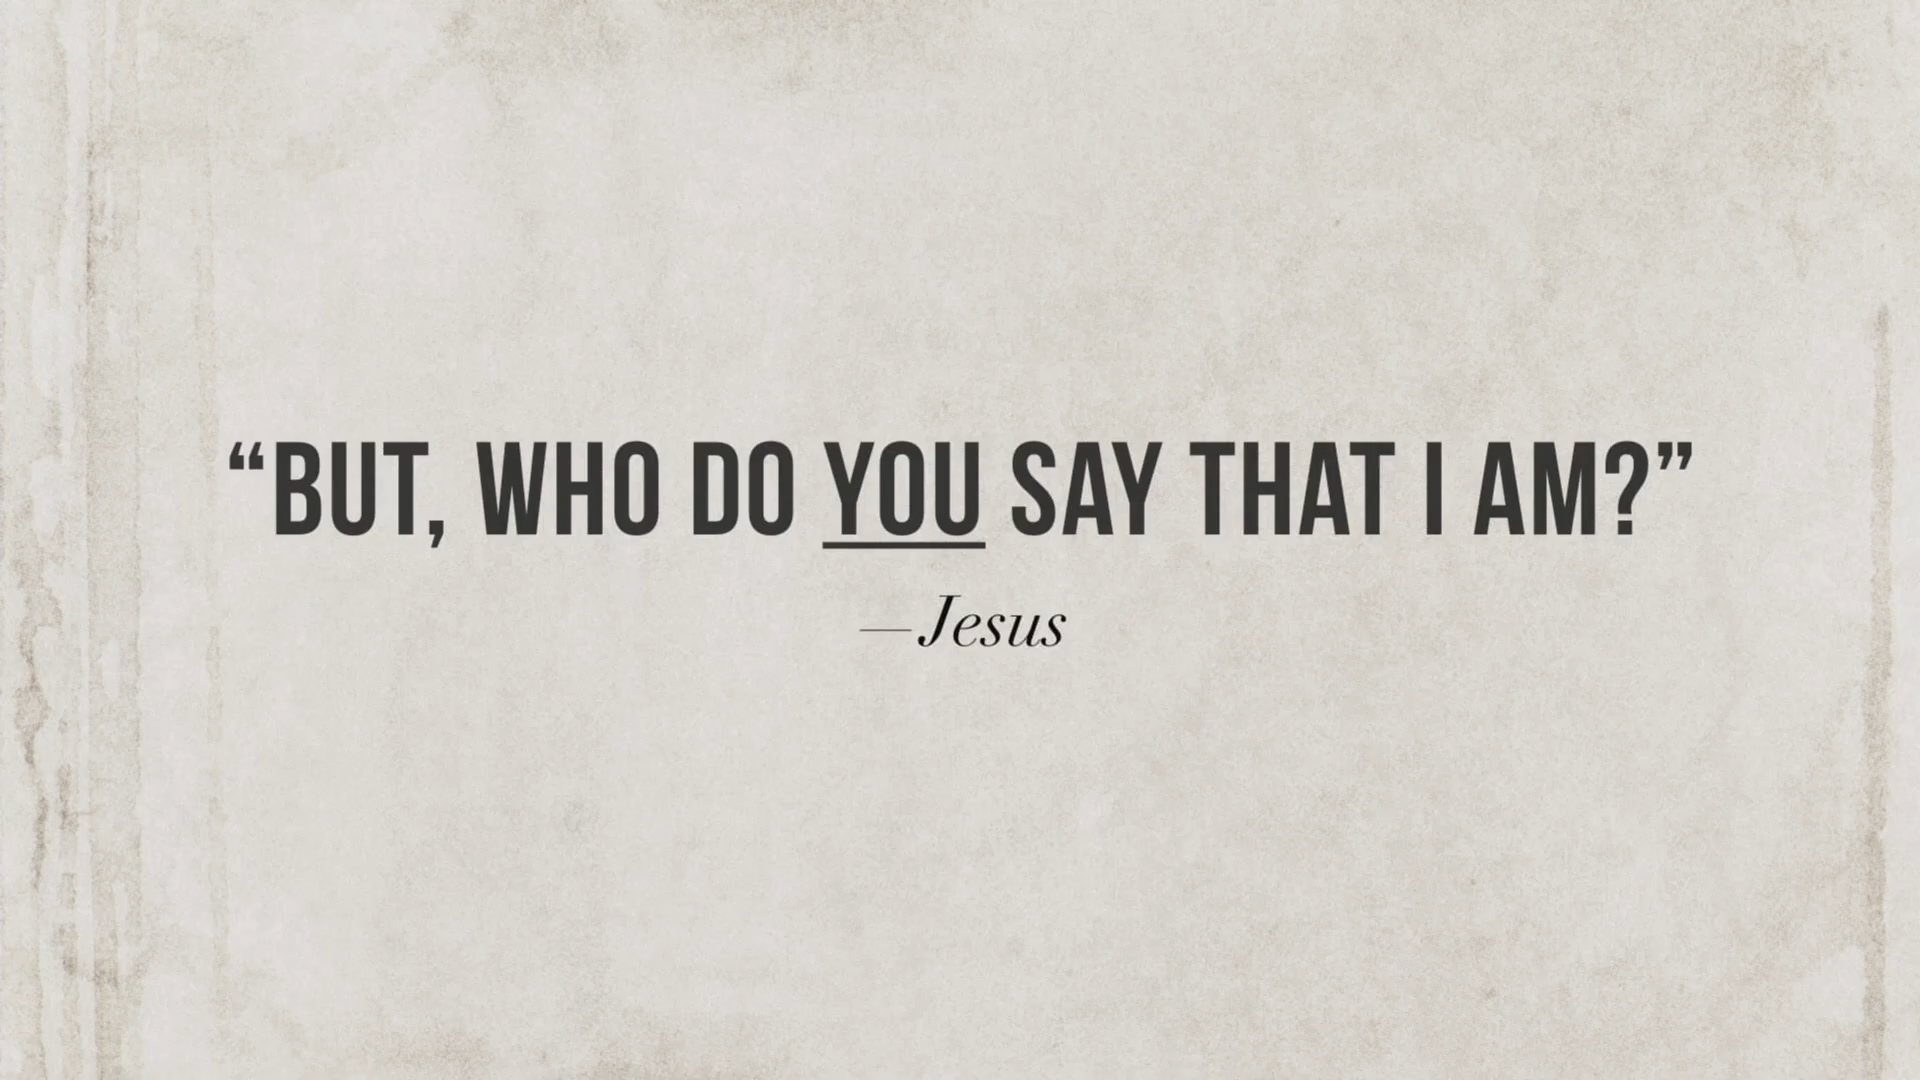 “BUT, WHO DO YOU SAY THAT I AM?”
—Jesus